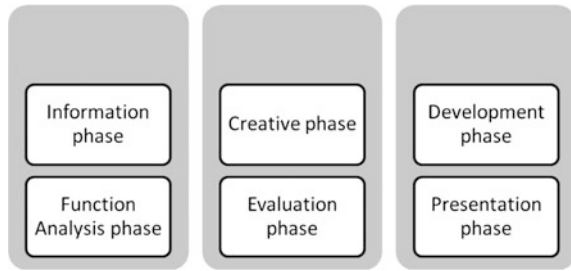 Information
phase
Function
Analysis phase
Creative phase
Evaluation
phase
Development
phase
Presentation
phase